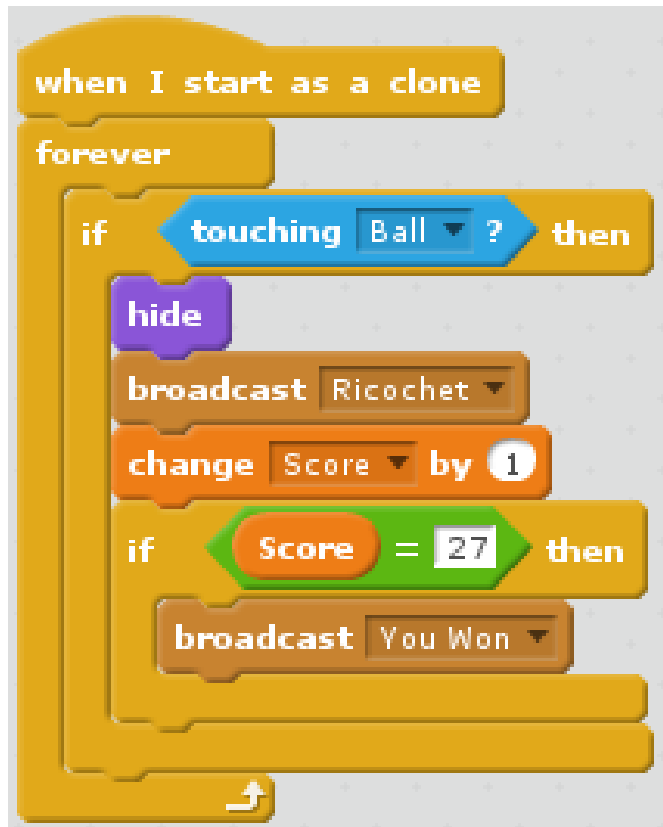 when I start as a clone
forever
if touching Ball ? then
hide
broadcast Ricochet
change Score by 1
if Score = 27 then
broadcast You Won